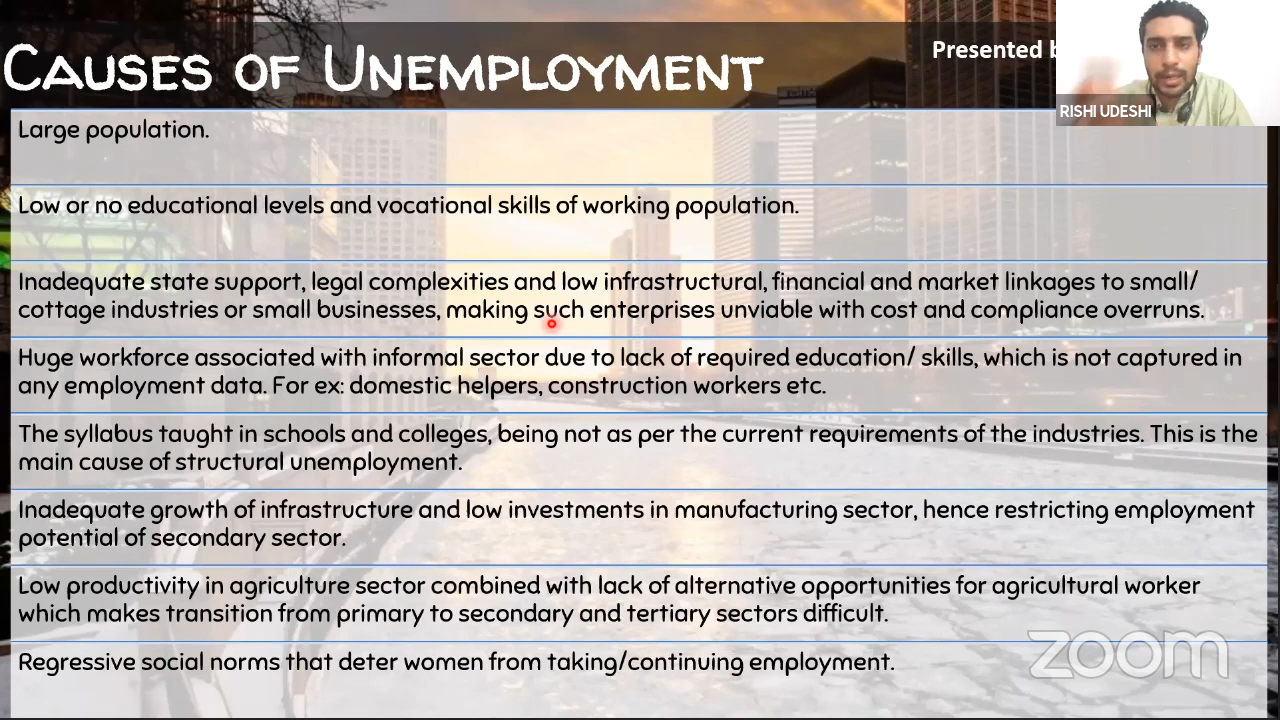 Causes of Unemployment
Presented b
RISHI UDESHI
Large population.
Low or no educational levels and vocational skills of working population.
Inadequate state support, legal complexities and low infrastructural, financial and market linkages to small/
cottage industries or small businesses, making such enterprises unviable with cost and compliance overruns.
Huge workforce associated with informal sector due to lack of required education/ skills, which is not captured in
any employment data. For ex: domestic helpers, construction workers etc.
The syllabus taught in schools and colleges, being not as per the current requirements of the industries. This is the
main cause of structural unemployment.
Inadequate growth of infrastructure and low investments in manufacturing sector, hence restricting employment
potential of secondary sector.
Low productivity in agriculture sector combined with lack of alternative opportunities for agricultural worker
which makes transition from primary to secondary and tertiary sectors difficult.
Regressive social norms that deter women from taking/continuing employment.
zoom